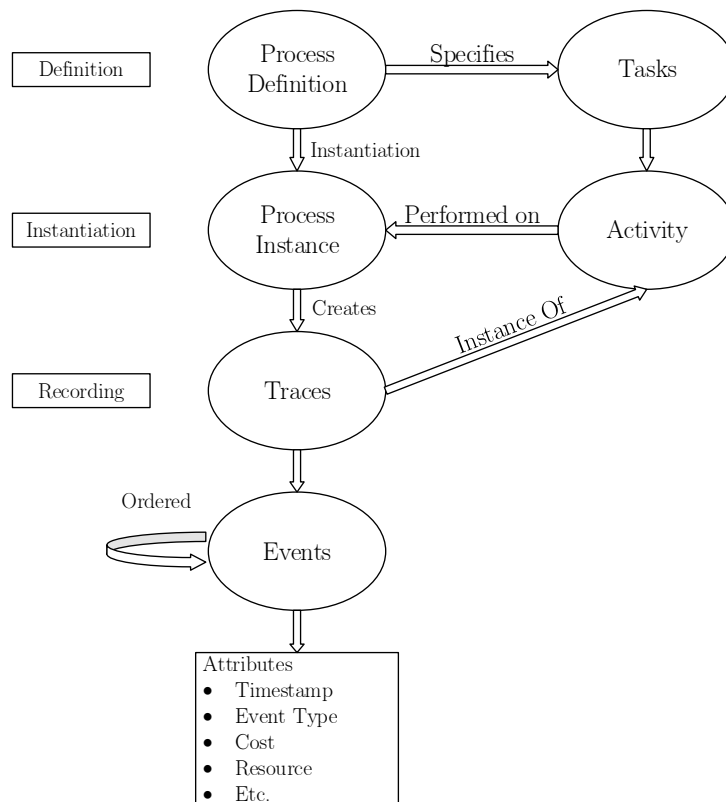 Definition
Process
Definition
Specifies
Tasks
Instantiation
Instantiation
Process
Instance
Performed on
Activity
Creates
Instance Of
Recording
Traces
Ordered
Events
Attributes
• Timestamp
• Event Type
• Cost
• Resource
• Etc.